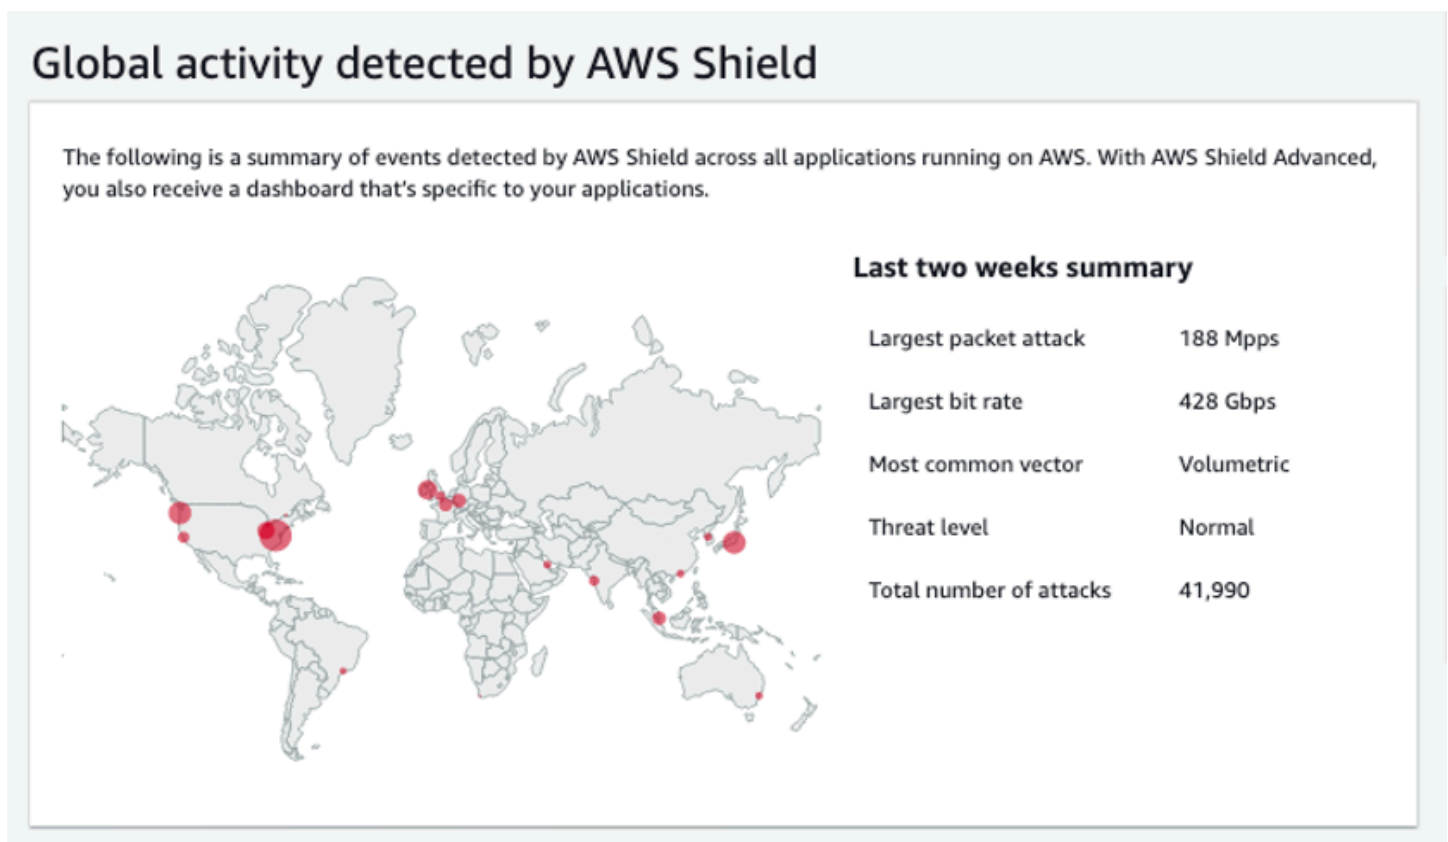 Global activity detected by AWS Shield
The following is a summary of events detected by AWS Shield across all applications running on AWS. With AWS Shield Advanced,
you also receive a dashboard that's specific to your applications.
Last two weeks summary
Largest packet attack 188 Mpps
Largest bit rate 428 Gbps
Most common vector Volumetric
Threat level Normal
Total number of attacks 41,990